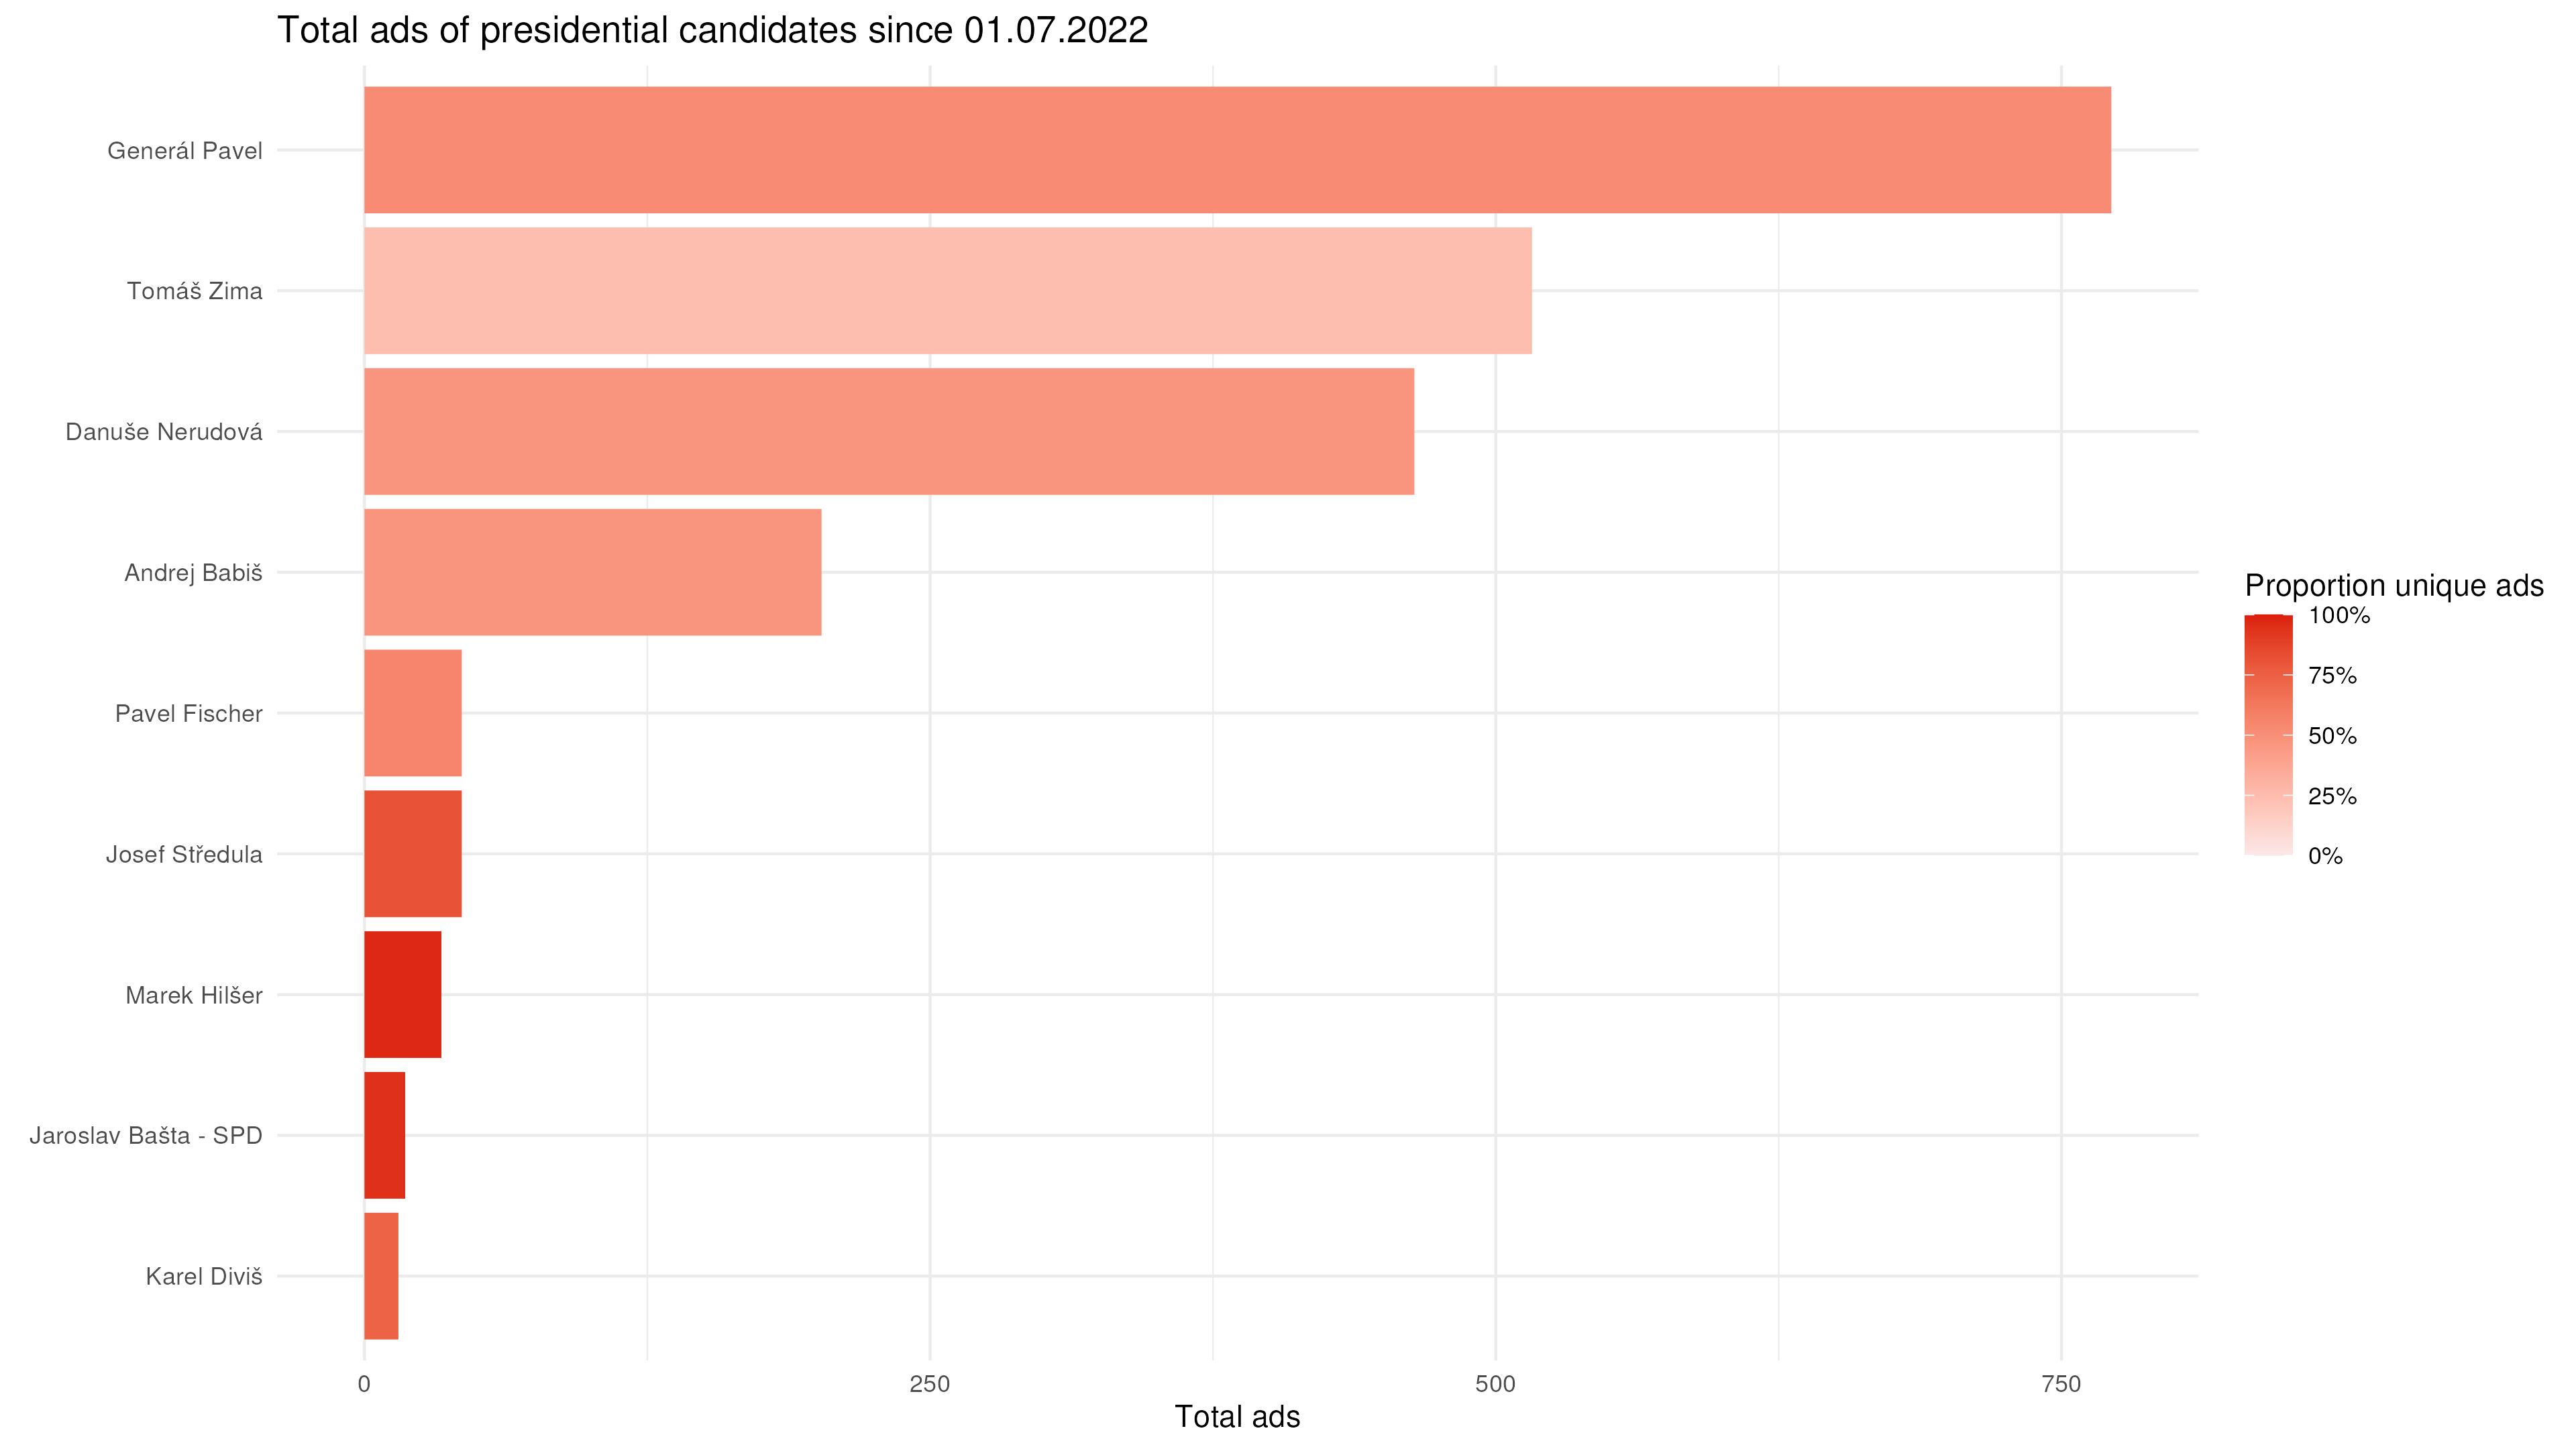 Total ads of presidential candidates since 01.07.2022
Generál Pavel
Tomáš Zima
Danuše Nerudová
Andrej Babiš
Pavel Fischer
Josef Středula
Marek Hilšer
Jaroslav Bašta - SPD
Karel Diviš
0
250
500
750
Total ads
Proportion unique ads
100%
75%
50%
25%
0%